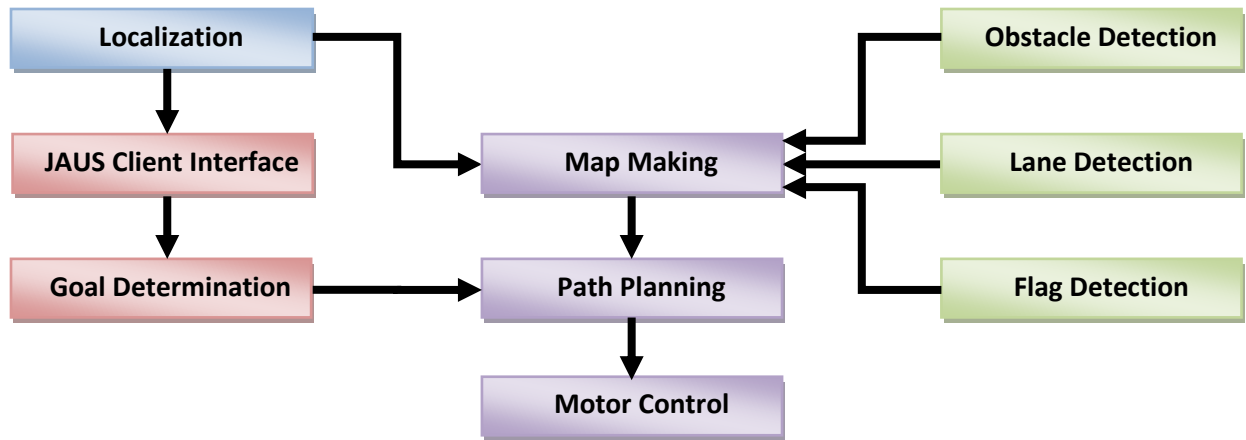 Localization
Obstacle Detection
JAUS Client Interface
Map Making
Lane Detection
Goal Determination
Path Planning
Flag Detection
Motor Control